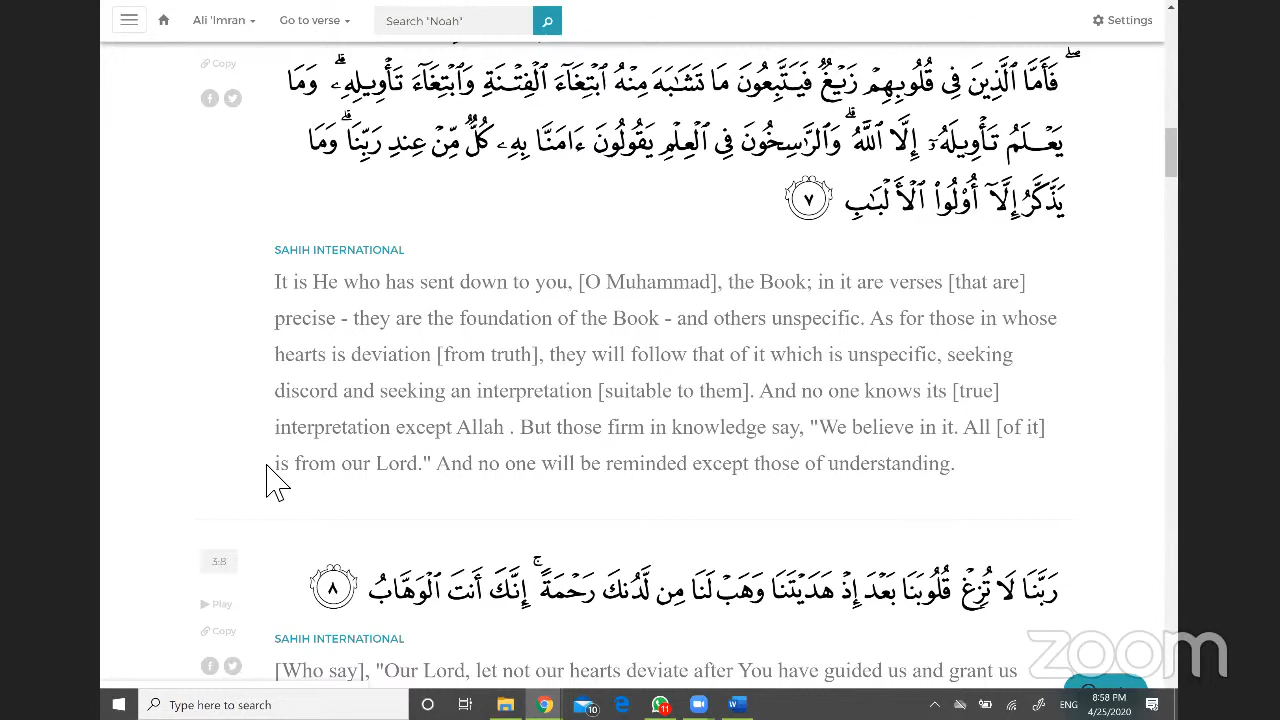 Ali 'Imran
Go to verse
Search "Noah"
Settings
Copy
فَأَمَّا ٱلَّذِينَ فِى قُلُوبِهِمْ زَيْغٌ فَيَتَّبِعُونَ مَا تَشَـٰبَهَ مِنْهُ ٱبْتِغَآءَ ٱلْفِتْنَةِ وَٱبْتِغَآءَ تَأْوِيلِهِۦ ۗ وَمَا
يَعْلَمُ تَأْوِيلَهُۥٓ إِلَّا ٱللَّهُ ۗ وَٱلرَّٰسِخُونَ فِى ٱلْعِلْمِ يَقُولُونَ ءَامَنَّا بِهِۦ كُلٌّ مِّنْ عِندِ رَبِّنَا ۗ وَمَا
يَذَّكَّرُ إِلَّآ أُو۟لُوا۟ ٱلْأَلْبَـٰبِ ٧
SAHIH INTERNATIONAL
It is He who has sent down to you, [O Muhammad], the Book; in it are verses [that are]
precise - they are the foundation of the Book - and others unspecific. As for those in whose
hearts is deviation [from truth], they will follow that of it which is unspecific, seeking
discord and seeking an interpretation [suitable to them]. And no one knows its [true]
interpretation except Allah . But those firm in knowledge say, "We believe in it. All [of it]
is from our Lord." And no one will be reminded except those of understanding.
3:8
رَبَّنَا لَا تُزِغْ قُلُوبَنَا بَعْدَ إِذْ هَدَيْتَنَا وَهَبْ لَنَا مِن لَّدُنكَ رَحْمَةً ۚ إِنَّكَ أَنتَ ٱلْوَهَّابُ ٨
Play
Copy
SAHIH INTERNATIONAL
[Who say], "Our Lord, let not our hearts deviate after You have guided us and grant us
zoom
Type here to search
10
11
ENG
8:58 PM
4/25/2020